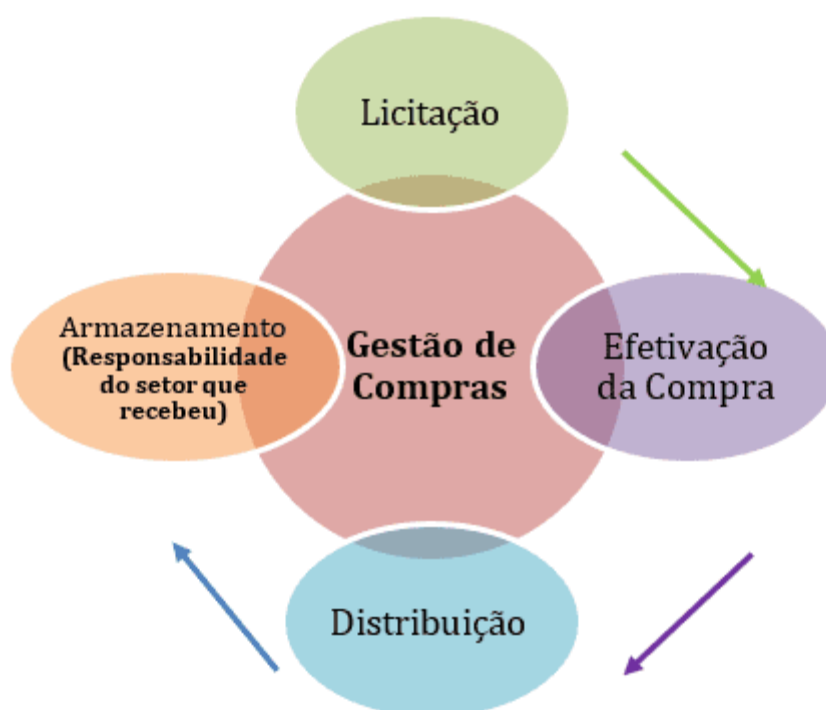 Licitação
Armazenamento
(Responsabilidade
do setor que
recebeu)
Gestão de
Compras
Efetivação
da Compra
Distribuição